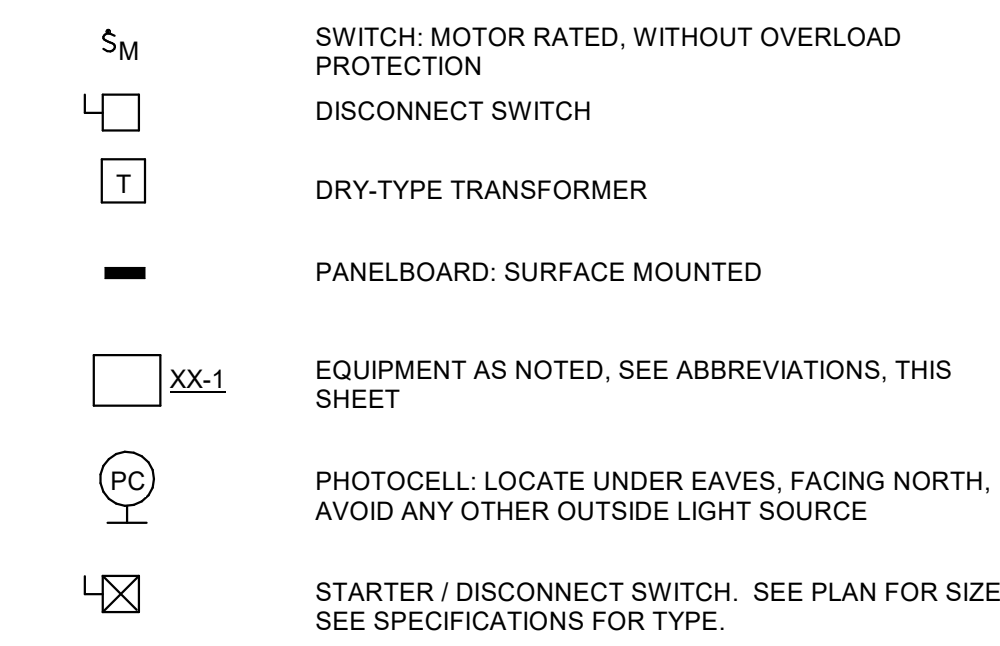 $M SWITCH: MOTOR RATED, WITHOUT OVERLOAD
PROTECTION
DISCONNECT SWITCH
T DRY-TYPE TRANSFORMER
PANELBOARD: SURFACE MOUNTED
XX-1 EQUIPMENT AS NOTED, SEE ABBREVIATIONS, THIS
SHEET
PC PHOTOCELL: LOCATE UNDER EAVES, FACING NORTH,
AVOID ANY OTHER OUTSIDE LIGHT SOURCE
STARTER / DISCONNECT SWITCH. SEE PLAN FOR SIZE
SEE SPECIFICATIONS FOR TYPE.